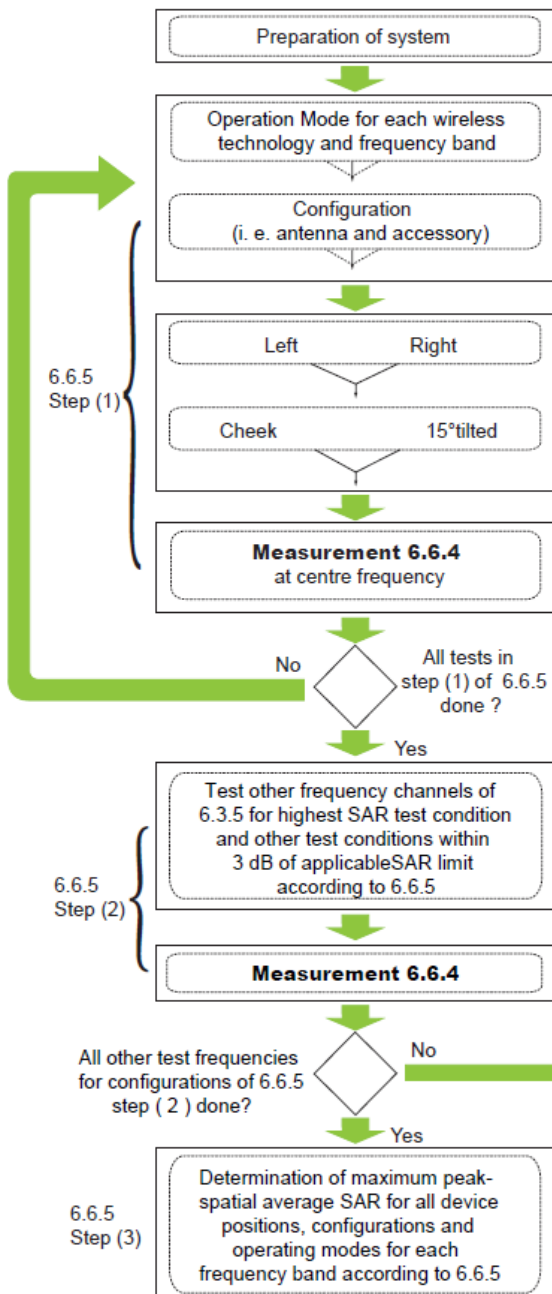 Preparation of system
Operation Mode for each wireless
technology and frequency band
Configuration
(i. e. antenna and accessory)
6.6.5
Step (1)
Left Right
Cheek 15°tilted
Measurement 6.6.4
at centre frequency
No
All tests in
step (1) of 6.6.5
done ?
Yes
Test other frequency channels of
6.3.5 for highest SAR test condition
and other test conditions within
3 dB of applicableSAR limit
according to 6.6.5
6.6.5
Step (2)
Measurement 6.6.4
All other test frequencies
for configurations of 6.6.5
step ( 2 ) done?
No
Yes
6.6.5
Step (3)
Determination of maximum peak-
spatial average SAR for all device
positions, configurations and
operating modes for each
frequency band according to 6.6.5